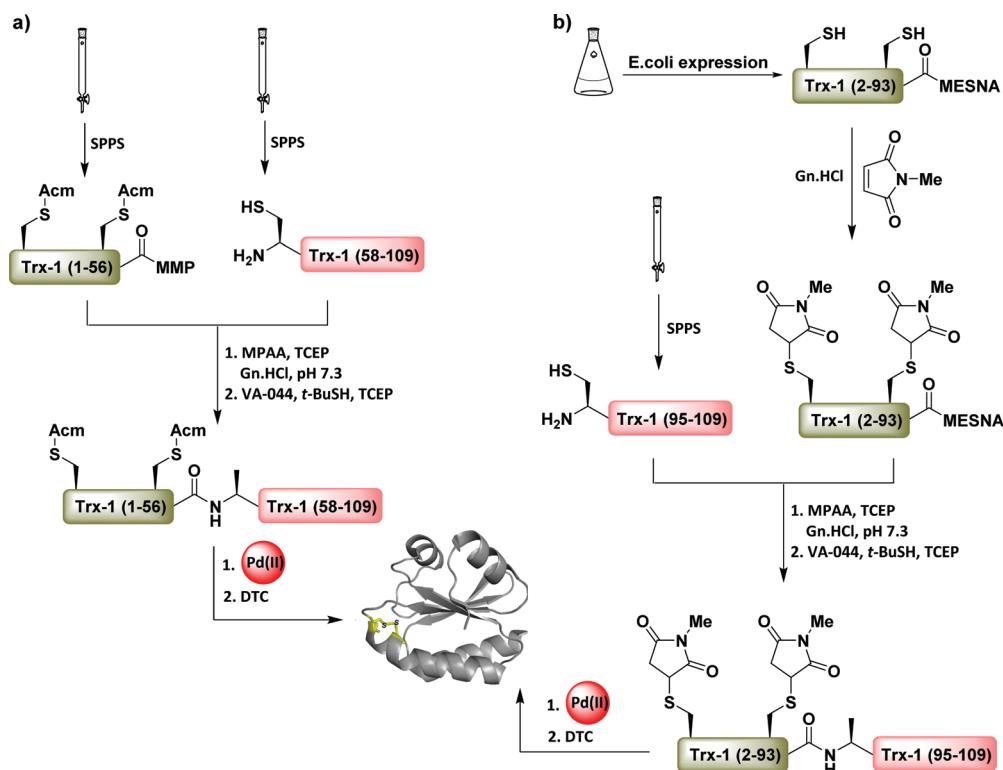 a)
SPPS
SPPS
Acm
S
Acm
S
O
Trx-1 (1-56)
MMP
HS
H₂N
Trx-1 (58-109)
1. MPAA, TCEP
Gn.HCl, pH 7.3
2. VA-044, t-BuSH, TCEP
Acm
S
Acm
S
O
Trx-1 (1-56)
N
H
Trx-1 (58-109)
1. Pd(II)
2. DTC
S
S
b)
E.coli expression
SH
SH
O
Trx-1 (2-93)
MESNA
Gn.HCl
O
N
Me
O
SPPS
HS
H₂N
Trx-1 (95-109)
O
N
Me
O
S
O
N
Me
O
S
O
Trx-1 (2-93)
MESNA
1. MPAA, TCEP
Gn.HCl, pH 7.3
2. VA-044, t-BuSH, TCEP
O
N
Me
O
S
O
N
Me
O
S
O
Trx-1 (2-93)
N
H
Trx-1 (95-109)
1. Pd(II)
2. DTC